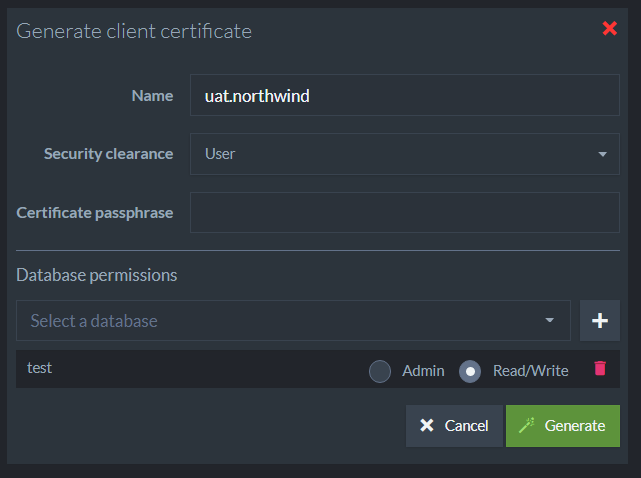 Generate client certificate
Name uat.northwind
Security clearance User
Certificate passphrase
Database permissions
Select a database
test Admin Read/Write
Cancel Generate